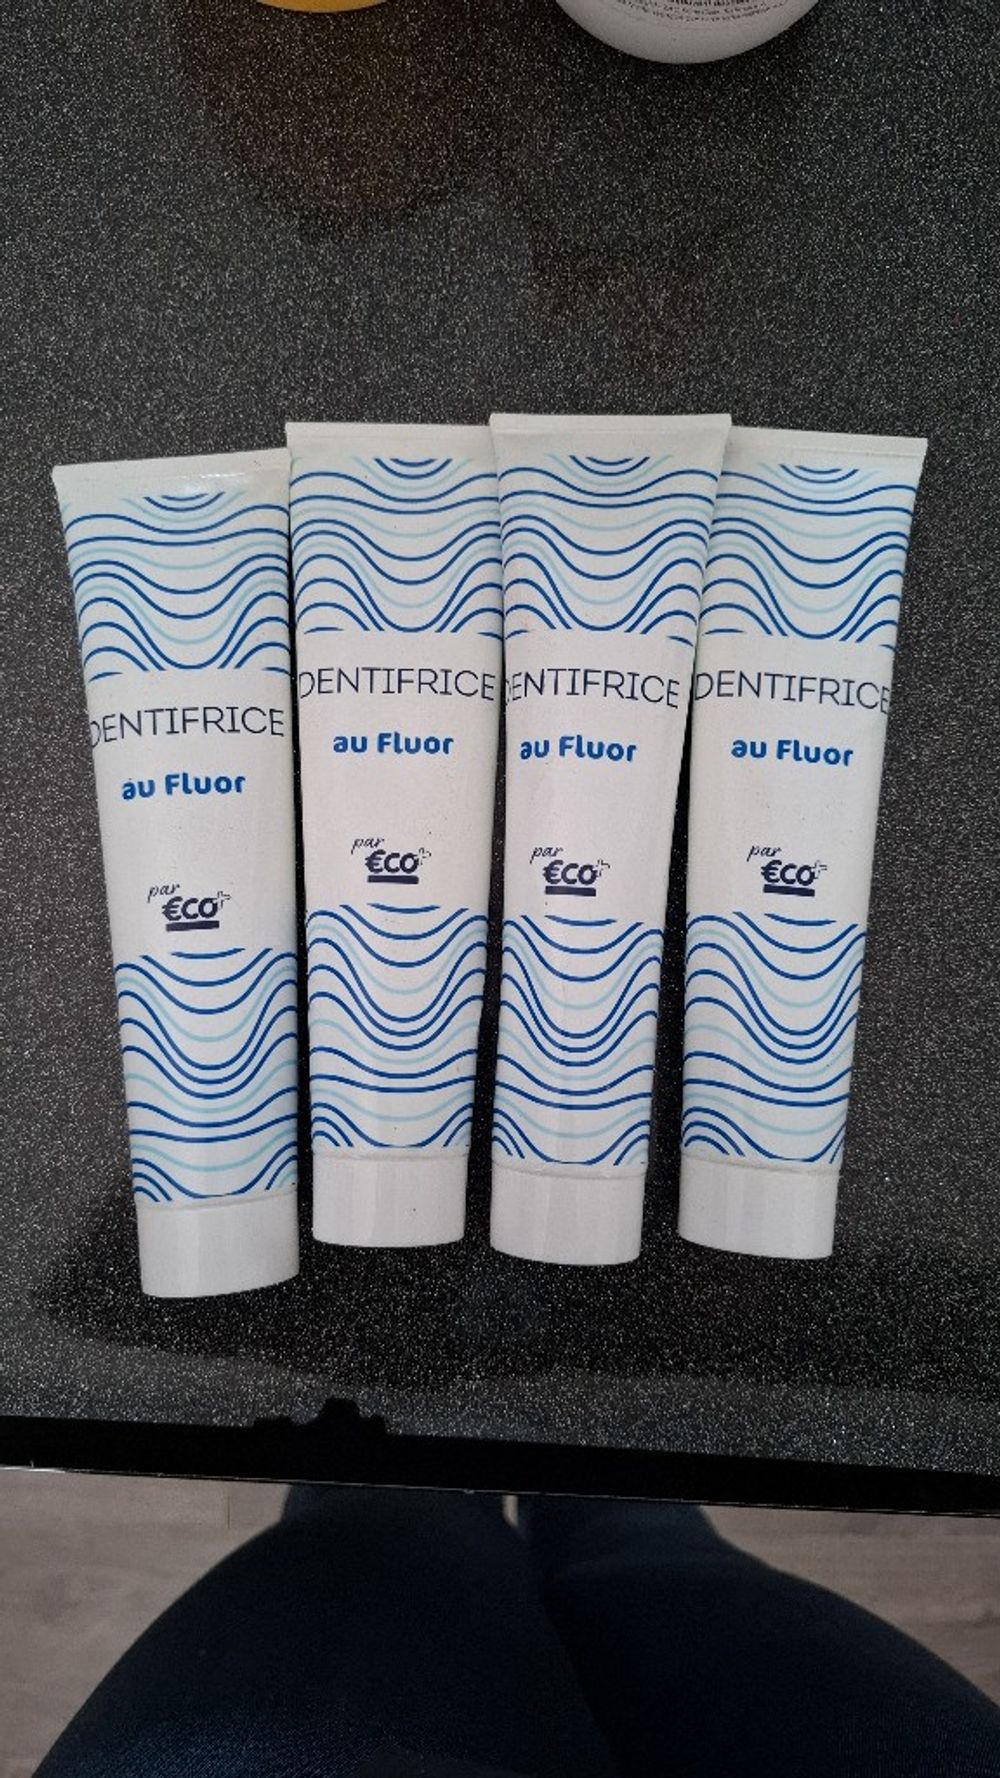 DENTIFRICE
au Fluor
par
€CO+
DENTIFRICE
au Fluor
par
€CO+
DENTIFRICE
au Fluor
par
€CO+
DENTIFRICE
au Fluor
par
€CO+